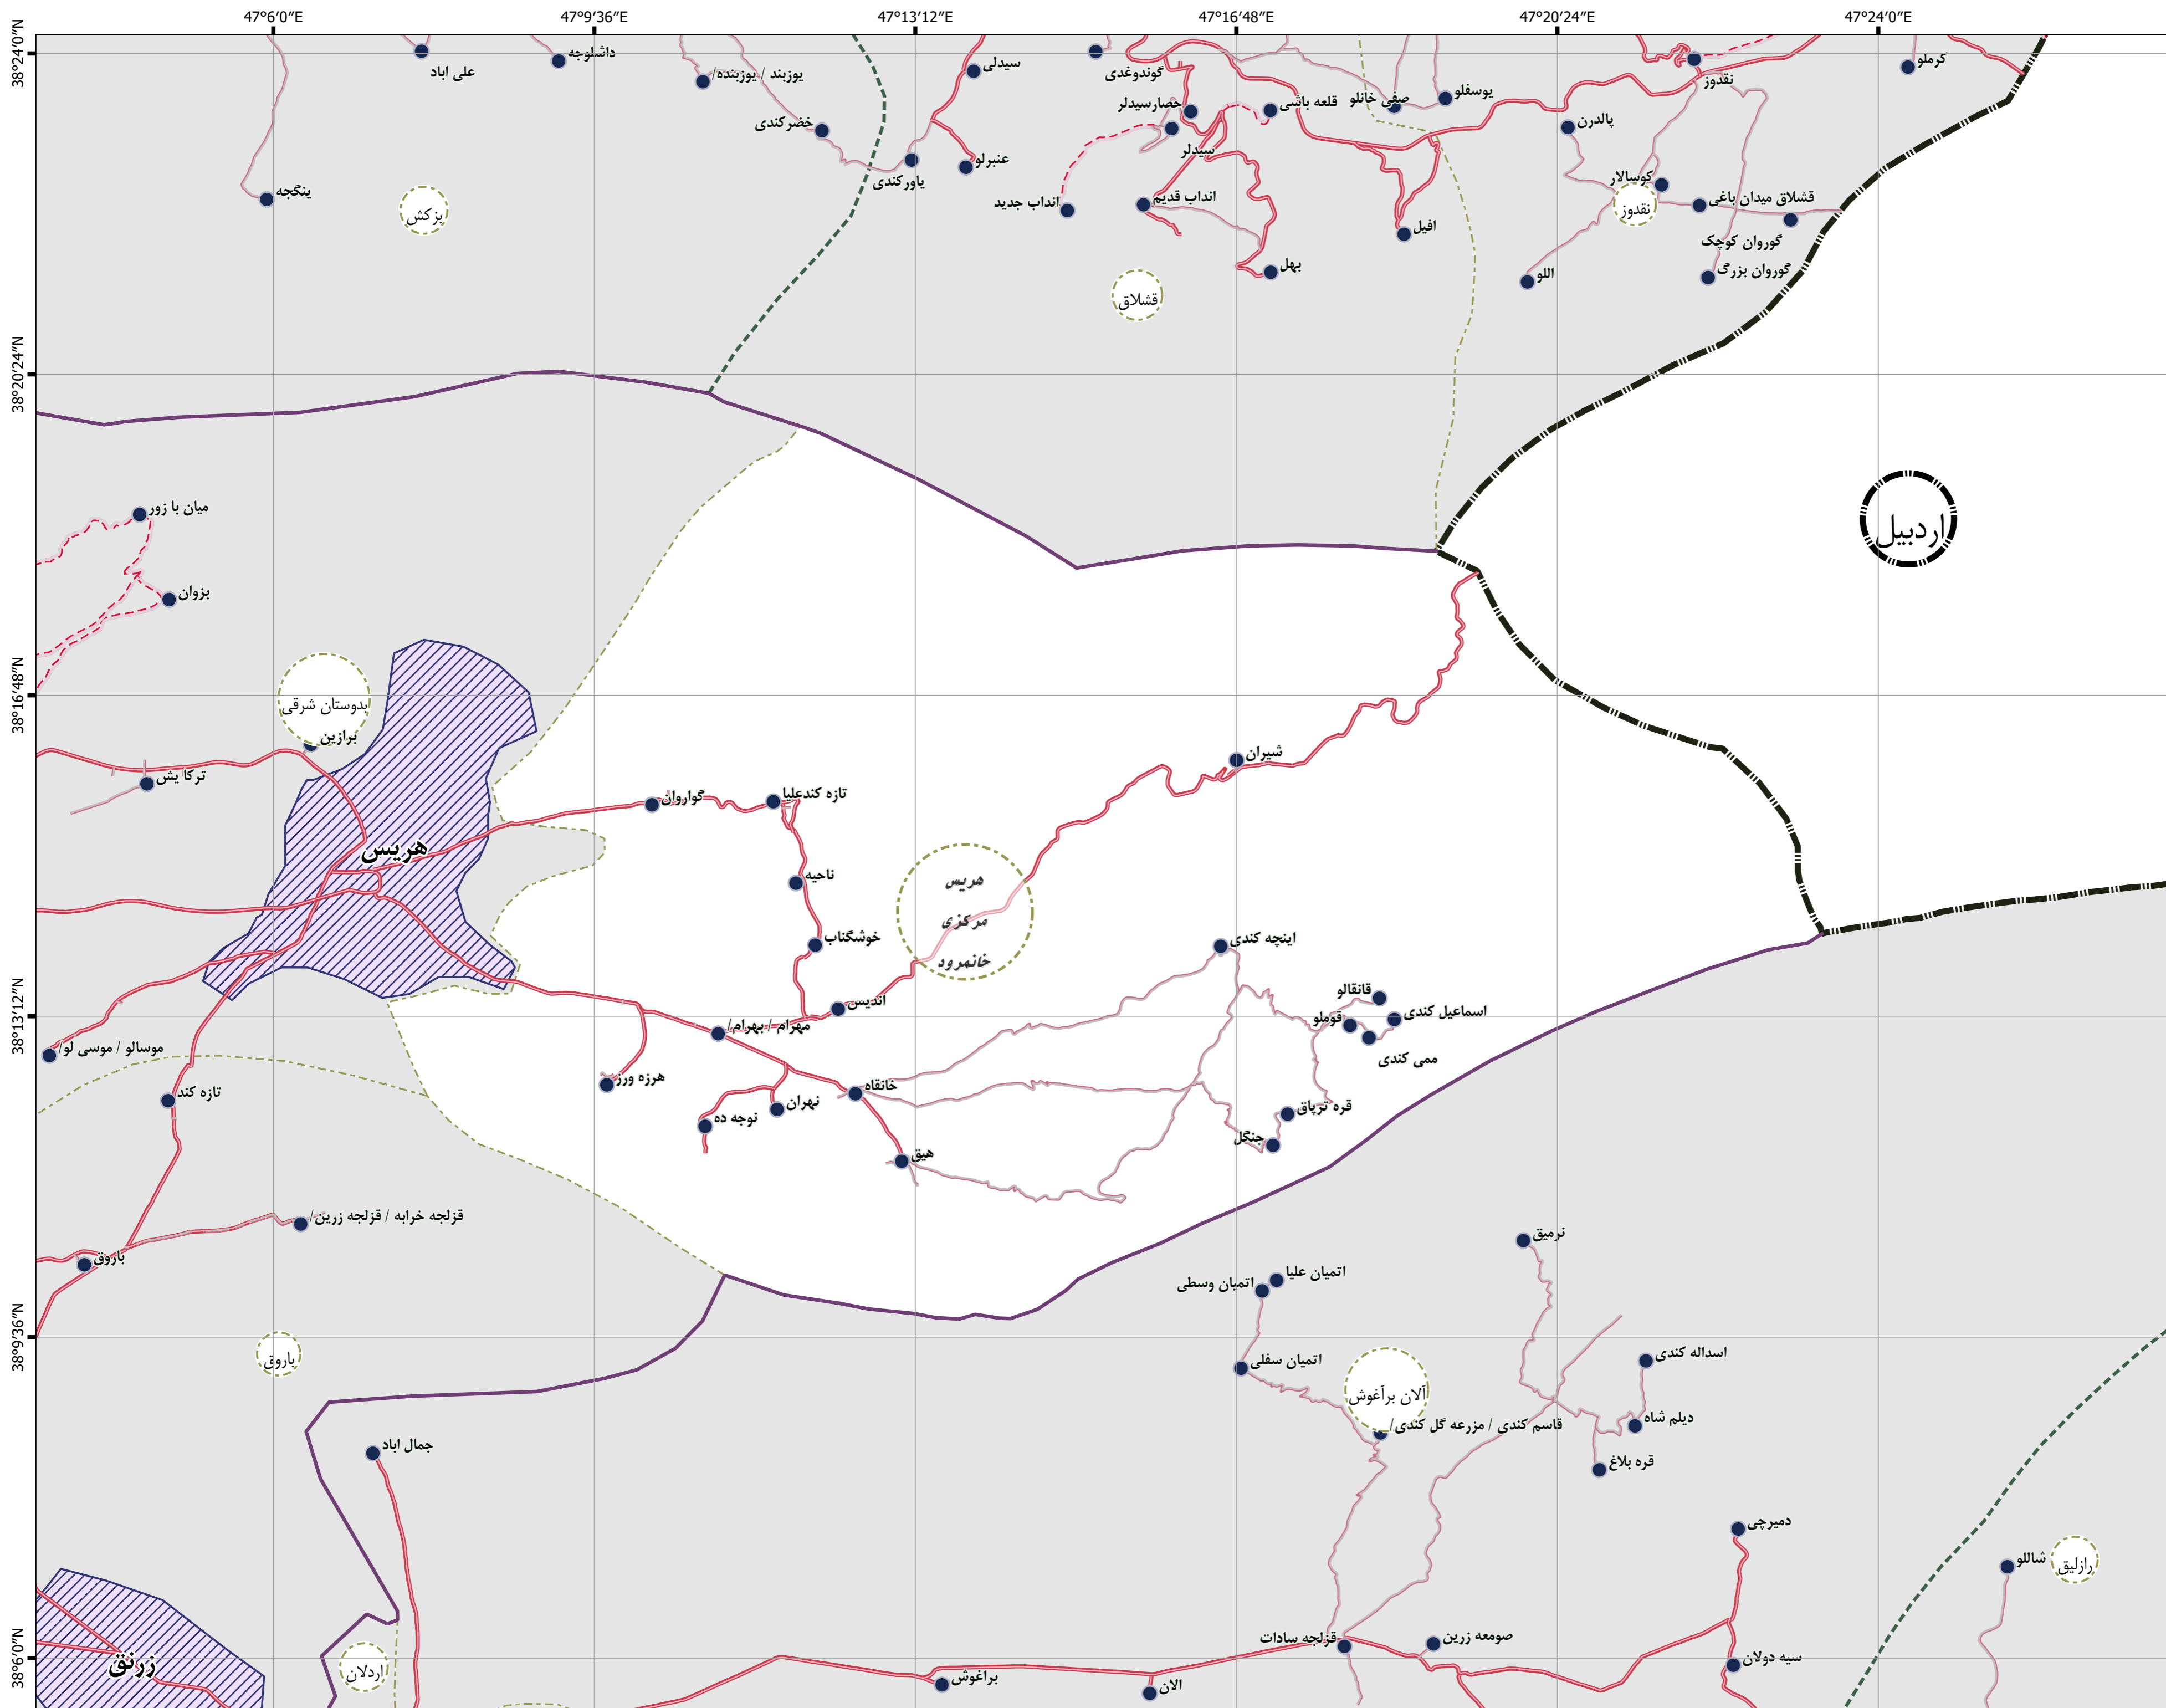 47°6′0″E
47°9′36″E
47°13′12″E
47°16′48″E
47°20′24″E
47°24′0″E
38°24′0″N
38°20′24″N
38°16′48″N
38°13′12″N
38°9′36″N
38°6′0″N
علی اباد
داشلوجه
یوزبند / یوزبنده/
سیدلی
گوندوغدی
حصارسیدلر
قلعه باشی
صفی خانلو
یوسفلو
نقدوز
کرملو
خضرکندی
یاورکندی
عنبرلو
سیدلر
پالدرن
ینگجه
پزکش
انداب جدید
انداب قدیم
افیل
کوسالار
نقدوز
قشلاق میدان باغی
گوروان کوچک
گوروان بزرگ
اللو
بهل
قشلاق
اردبیل
میان با زور
بزوان
بدوستان شرقی
برازین
ترکا یش
هریس
گواروان
تازه کندعلیا
شیران
ناحیه
خوشگناب
هریس
مرکزی
خانمرود
اینچه کندی
اندیس
مهرام / بهرام/
قانقالو
قوملو
اسماعیل کندی
ممی کندی
موسالو / موسی لو/
تازه کند
هرزه ورز
خانقاه
نهران
نوجه ده
قره ترپاق
جنگل
هیق
قزلجه خرابه / قزلجه زرین/
باروق
باروق
نرمیق
اتمیان علیا
اتمیان وسطی
اتمیان سفلی
آلان برآغوش
اسداله کندی
دیلم شاه
قاسم کندی / مزرعه گل کندی/
قره بلاغ
جمال اباد
دمیرچی
شاللو
رازلیق
زرنق
اردلان
قزلجه سادات
صومعه زرین
سیه دولان
براغوش
الان